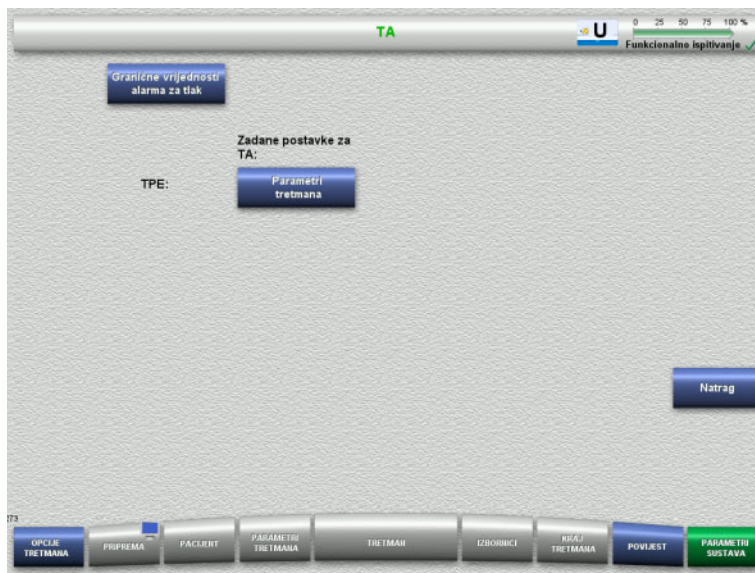 TA
U
0 25 50 75 100 %
Funkcionalno ispitivanje
Granične vrijednosti
alarma za tlak
Zadane postavke za
TA:
TPE:
Parametri
tretmana
Natrag
273
OPCIJE
TRETMANA
PRIPREMA
PACIJENT
PARAMETRI
TRETMANA
TRETMAN
IZBORNICI
KRAJ
TRETMANA
POVIJEST
PARAMETRI
SUSTAVA